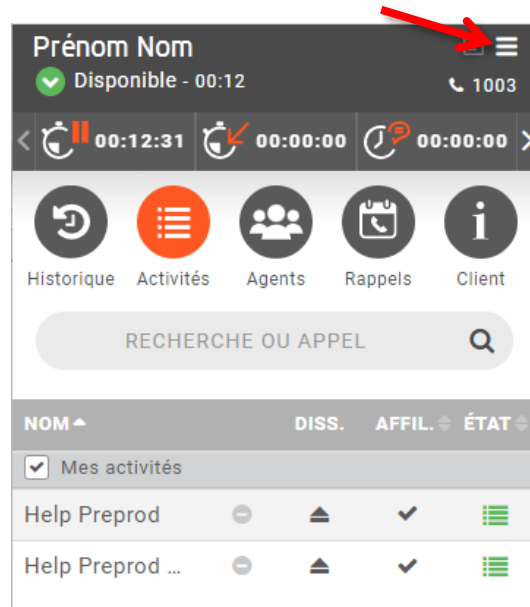 Prénom Nom
Disponible - 00:12
1003
00:12:31 00:00:00 00:00:00
Historique Activités Agents Rappels Client
RECHERCHE OU APPEL
NOM DISS. AFFIL. ÉTAT
Mes activités
Help Preprod
Help Preprod ...